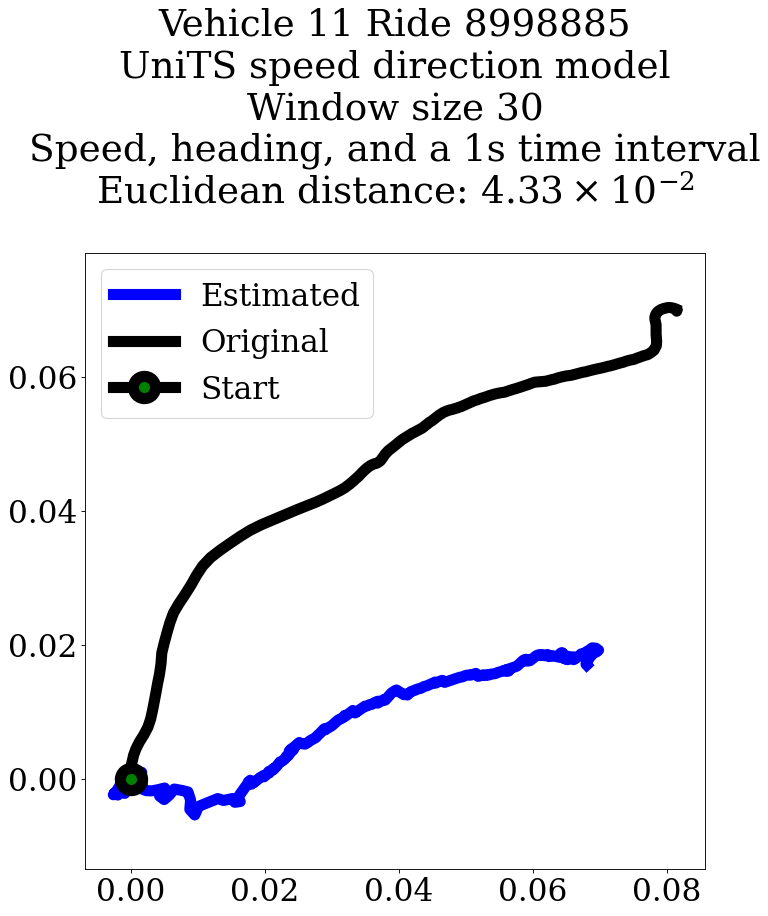 Vehicle 11 Ride 8998885
UniTS speed direction model
Window size 30
Speed, heading, and a 1s time interval
Euclidean distance: 4.33 × 10⁻²
Estimated
Original
Start
0.06
0.04
0.02
0.00
0.00 0.02 0.04 0.06 0.08